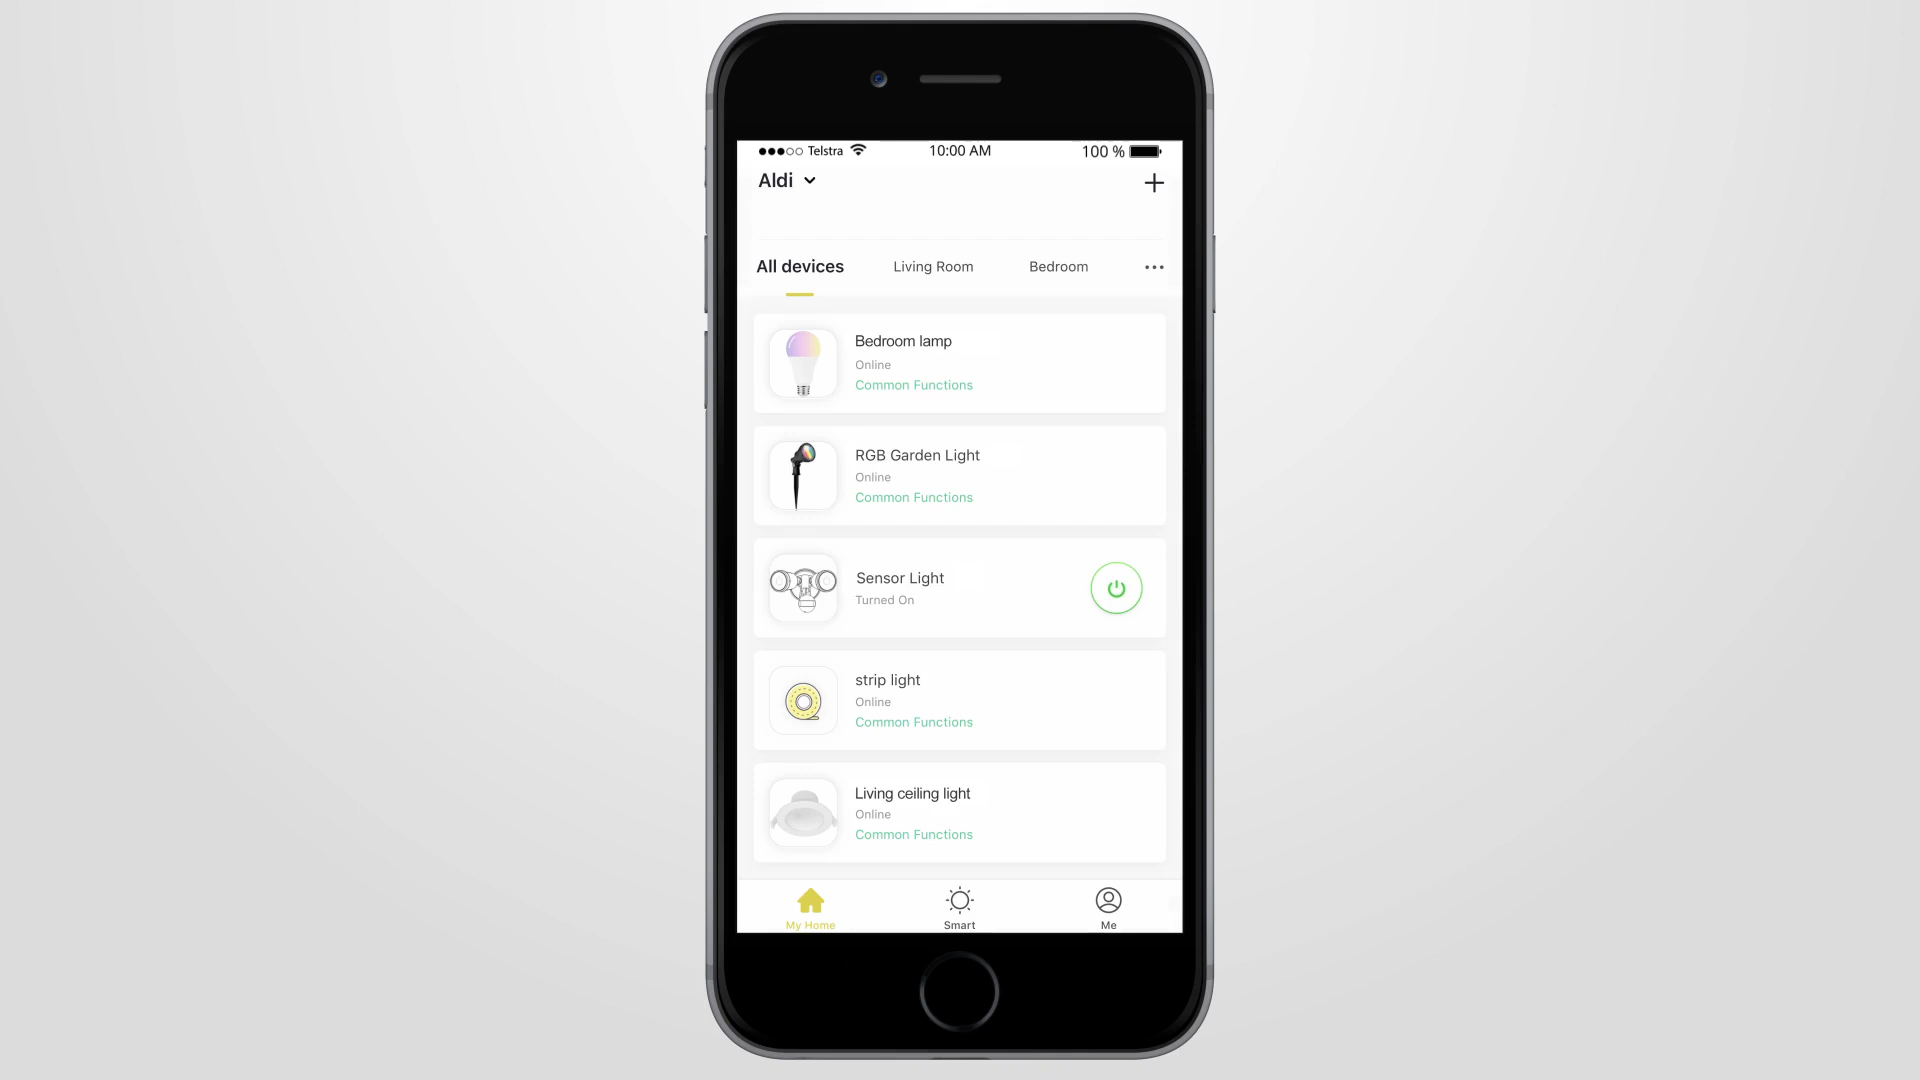 Telstra 10:00 AM 100 %
Aldi
All devices Living Room Bedroom
Bedroom lamp
Online
Common Functions
RGB Garden Light
Online
Common Functions
Sensor Light
Turned On
strip light
Online
Common Functions
Living ceiling light
Online
Common Functions
My Home Smart Me